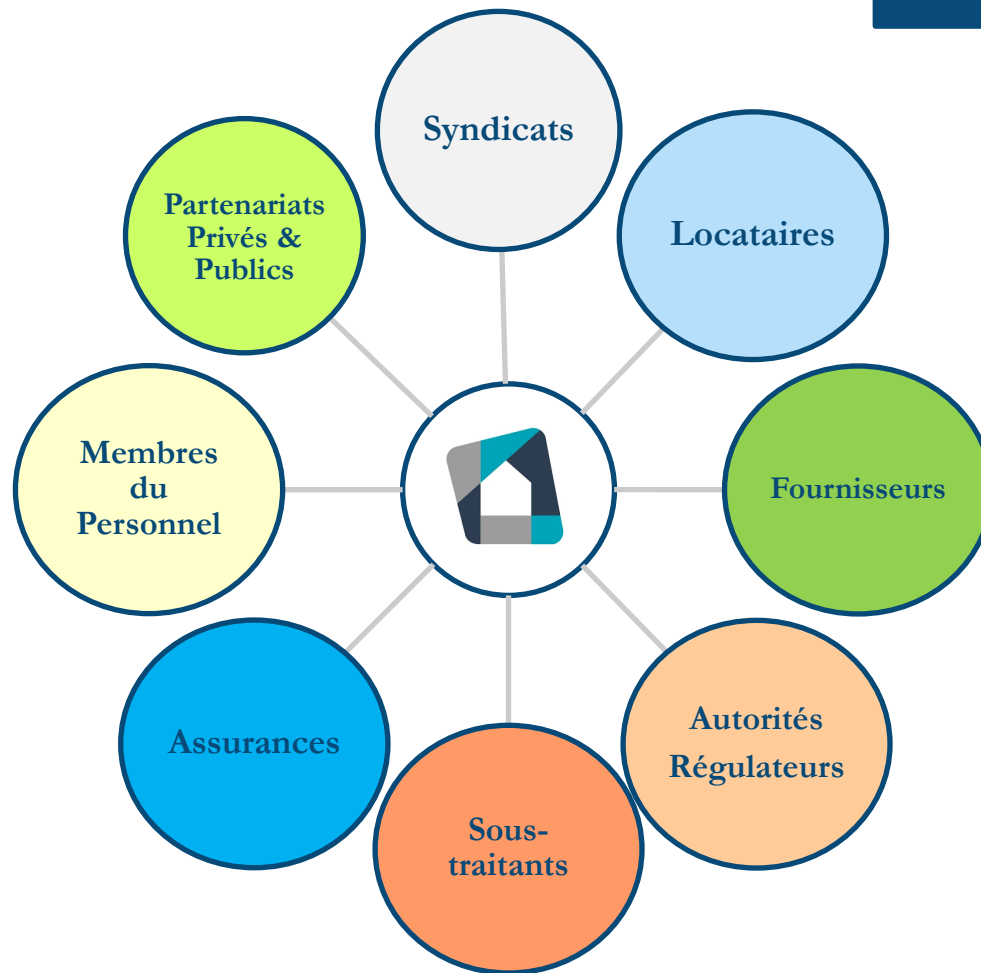 Syndicats
Partenariats
Privés &
Publics
Locataires
Membres
du
Personnel
Fournisseurs
Assurances
Autorités
Régulateurs
Sous-
traitants